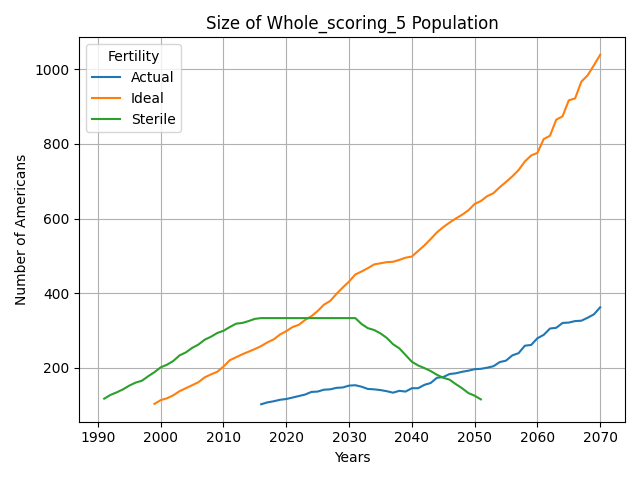 Size of Whole_scoring_5 Population
Fertility
Actual
Ideal
Sterile
Number of Americans
1000
800
600
400
200
1990 2000 2010 2020 2030 2040 2050 2060 2070
Years